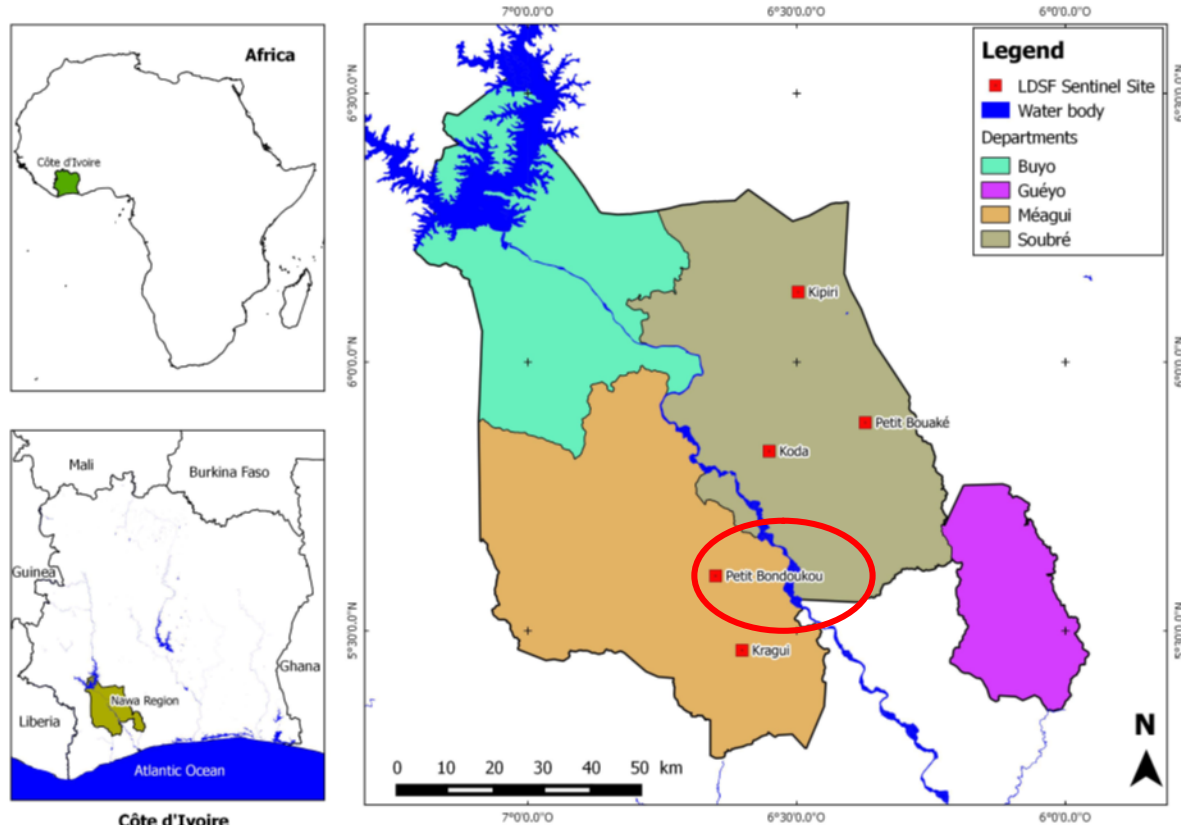 Africa
Côte d'Ivoire
Mali
Burkina Faso
Guinea
Ghana
Nawa Region
Liberia
Atlantic Ocean
Côte d'Ivoire
7°0'0.0"O
6°30'0.0"O
6°0'0.0"O
6°30'0.0"N
6°30'0.0"N
6°0'0.0"N
6°0'0.0"N
5°30'0.0"N
5°30'0.0"N
Legend
LDSF Sentinel Site
Water body
Departments
Buyo
Guéyo
Méagui
Soubré
Kipiri
Petit Bouaké
Koda
Petit Bondoukou
Kragui
N
0 10 20 30 40 50 km
7°0'0.0"O
6°30'0.0"O
6°0'0.0"O